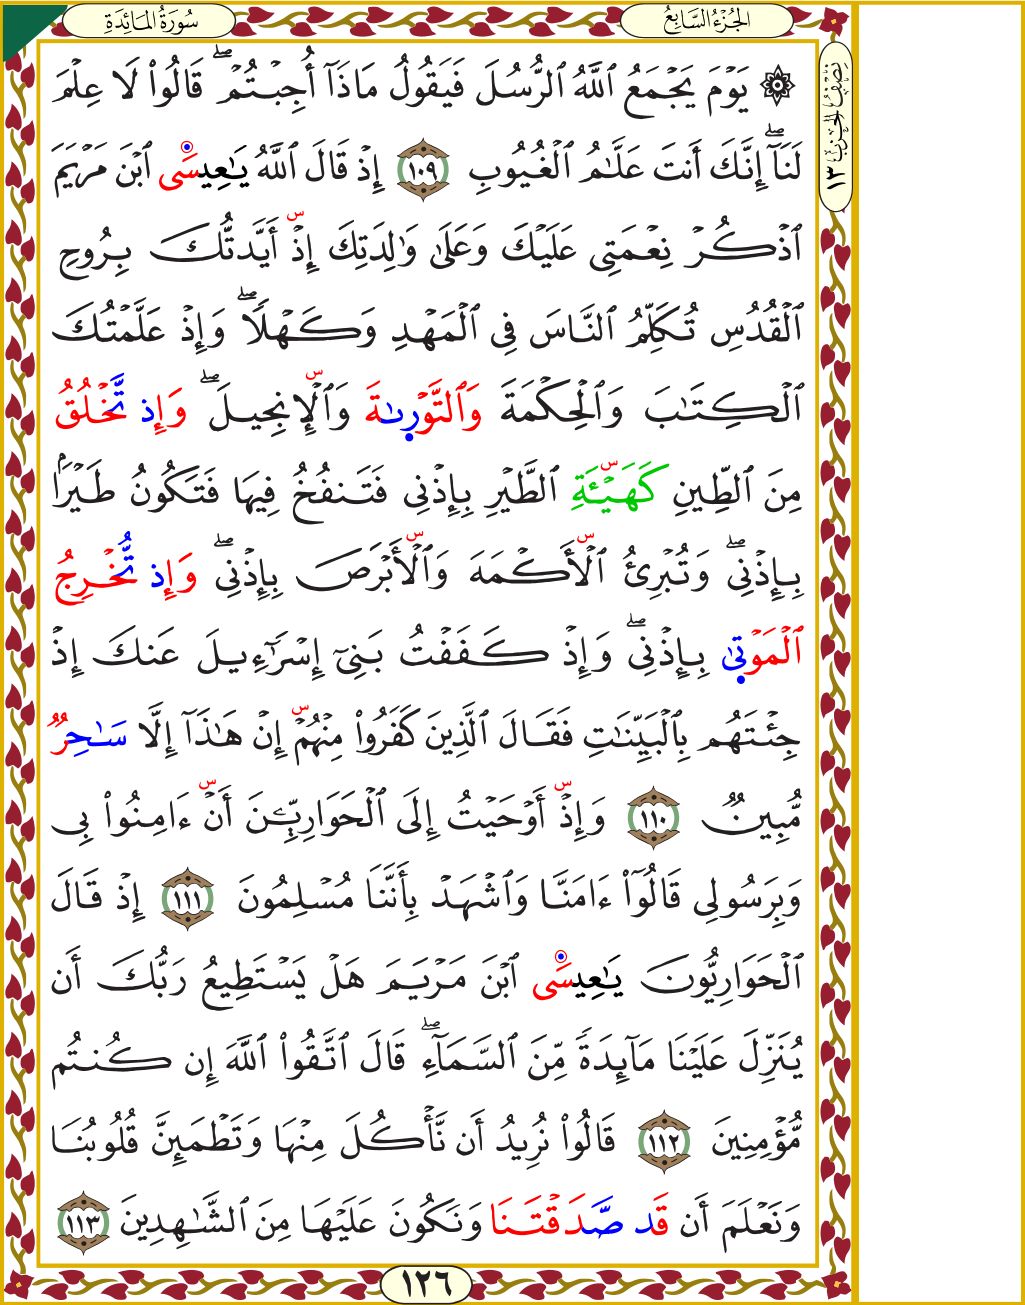 الجُزْءُ السَّابِعُ
سُورَةُ المَائِدَةِ
نِصْفُ الحِزْبِ ١٣
۞ يَوْمَ يَجْمَعُ ٱللَّهُ ٱلرُّسُلَ فَيَقُولُ مَاذَآ أُجِبْتُمْۖ قَالُوا۟ لَا عِلْمَ
لَنَآۖ إِنَّكَ أَنتَ عَلَّٰمُ ٱلْغُيُوبِ ١٠٩ إِذْ قَالَ ٱللَّهُ يَٰعِيسَى ٱبْنَ مَرْيَمَ
ٱذْكُرْ نِعْمَتِى عَلَيْكَ وَعَلَىٰ وَٰلِدَتِكَ إِذْ أَيَّدتُّكَ بِرُوحِ
ٱلْقُدُسِ تُكَلِّمُ ٱلنَّاسَ فِى ٱلْمَهْدِ وَكَهْلًاۖ وَإِذْ عَلَّمْتُكَ
ٱلْكِتَٰبَ وَٱلْحِكْمَةَ وَٱلتَّوْرِىٰةَ وَٱلْإِنجِيلَۖ وَإِذ تَّخْلُقُ
مِنَ ٱلطِّينِ كَهَيْـَٔةِ ٱلطَّيْرِ بِإِذْنِى فَتَنفُخُ فِيهَا فَتَكُونُ طَيْرًۢا
بِإِذْنِىۖ وَتُبْرِئُ ٱلْأَكْمَهَ وَٱلْأَبْرَصَ بِإِذْنِىۖ وَإِذ تُّخْرِجُ
ٱلْمَوْتِىٰ بِإِذْنِىۖ وَإِذْ كَفَفْتُ بَنِىٓ إِسْرَٰٓءِيلَ عَنكَ إِذْ
جِئْتَهُم بِٱلْبَيِّنَٰتِ فَقَالَ ٱلَّذِينَ كَفَرُوا۟ مِنْهُمْ إِنْ هَٰذَآ إِلَّا سَٰحِرٌ
مُّبِينٌ ١١٠ وَإِذْ أَوْحَيْتُ إِلَى ٱلْحَوَارِيِّـۧنَ أَنْ ءَامِنُوا۟ بِى
وَبِرَسُولِى قَالُوٓا۟ ءَامَنَّا وَٱشْهَدْ بِأَنَّنَا مُسْلِمُونَ ١١١ إِذْ قَالَ
ٱلْحَوَارِيُّونَ يَٰعِيسَى ٱبْنَ مَرْيَمَ هَلْ يَسْتَطِيعُ رَبُّكَ أَن
يُنَزِّلَ عَلَيْنَا مَآئِدَةً مِّنَ ٱلسَّمَآءِۖ قَالَ ٱتَّقُوا۟ ٱللَّهَ إِن كُنتُم
مُّؤْمِنِينَ ١١٢ قَالُوا۟ نُرِيدُ أَن نَّأْكُلَ مِنْهَا وَتَطْمَئِنَّ قُلُوبُنَا
وَنَعْلَمَ أَن قَد صَّدَقْتَنَا وَنَكُونَ عَلَيْهَا مِنَ ٱلشَّٰهِدِينَ ١١٣
١٢٦